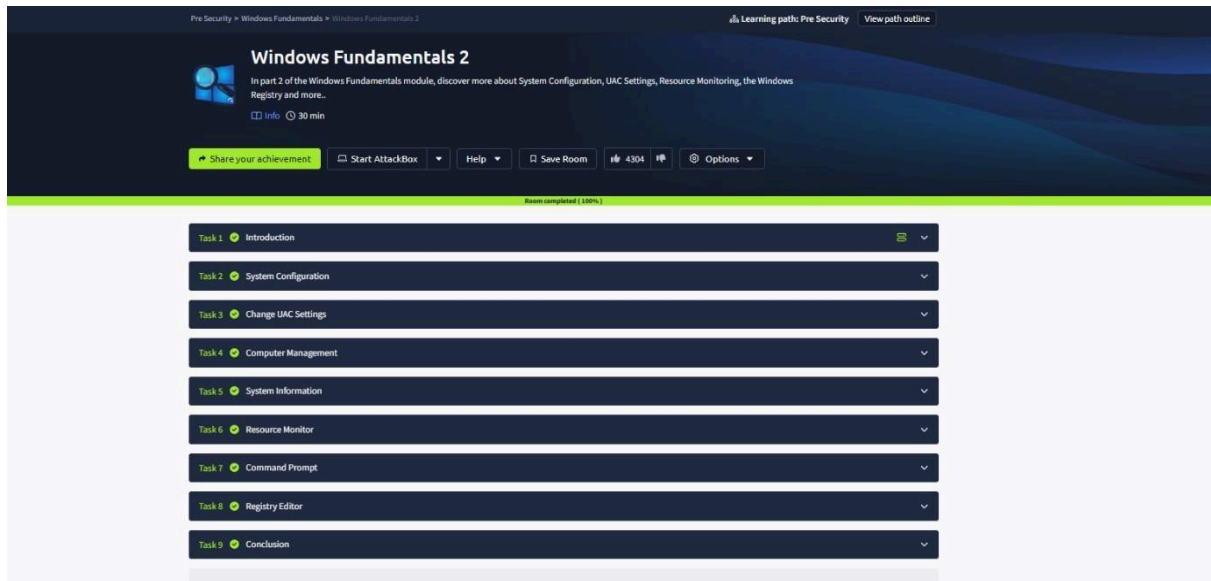 Pre Security > Windows Fundamentals > Windows Fundamentals 2
Learning path: Pre Security View path outline
Windows Fundamentals 2
In part 2 of the Windows Fundamentals module, discover more about System Configuration, UAC Settings, Resource Monitoring, the Windows
Registry and more..
Info 30 min
Share your achievement Start AttackBox Help Save Room 4304 Options
Room completed ( 100% )
Task 1 Introduction
Task 2 System Configuration
Task 3 Change UAC Settings
Task 4 Computer Management
Task 5 System Information
Task 6 Resource Monitor
Task 7 Command Prompt
Task 8 Registry Editor
Task 9 Conclusion